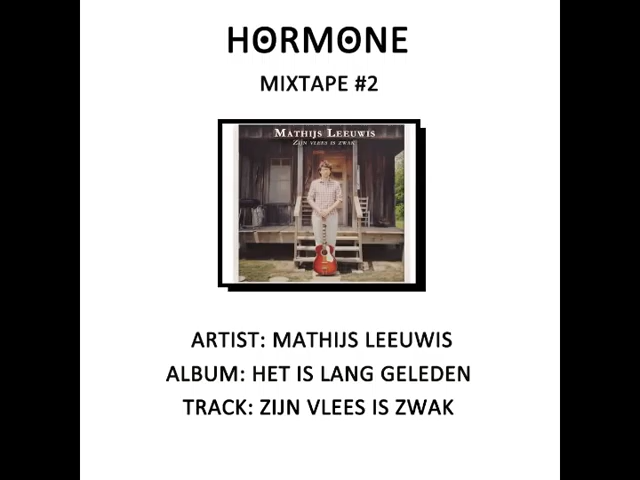 HORMONE
MIXTAPE #2
MATHIJS LEEUWIS
ZIJN VLEES IS ZWAK
ARTIST: MATHIJS LEEUWIS
ALBUM: HET IS LANG GELEDEN
TRACK: ZIJN VLEES IS ZWAK